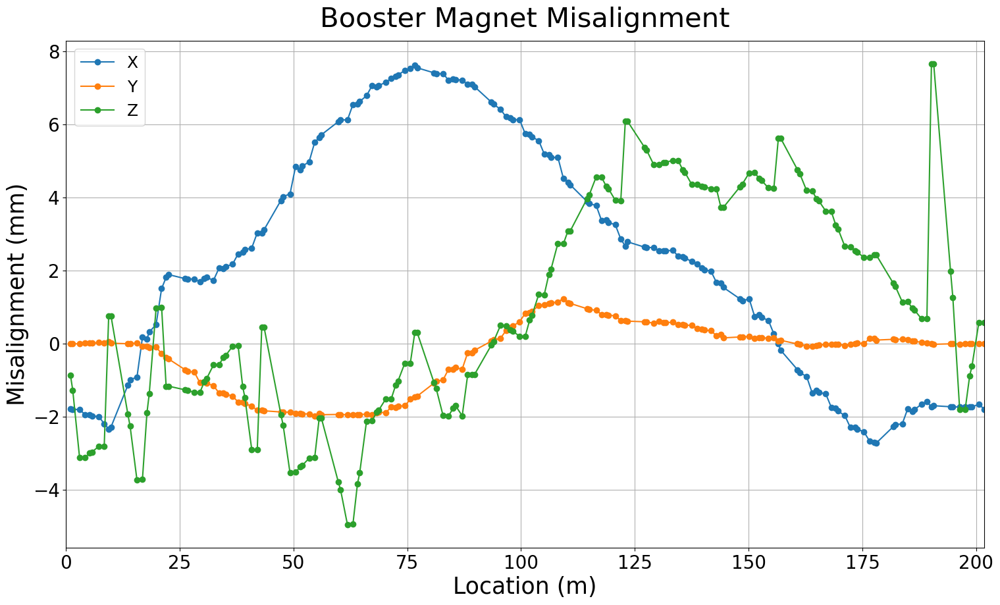 Booster Magnet Misalignment
X
Y
Z
Misalignment (mm)
8
6
4
2
0
−2
−4
0 25 50 75 100 125 150 175 200
Location (m)